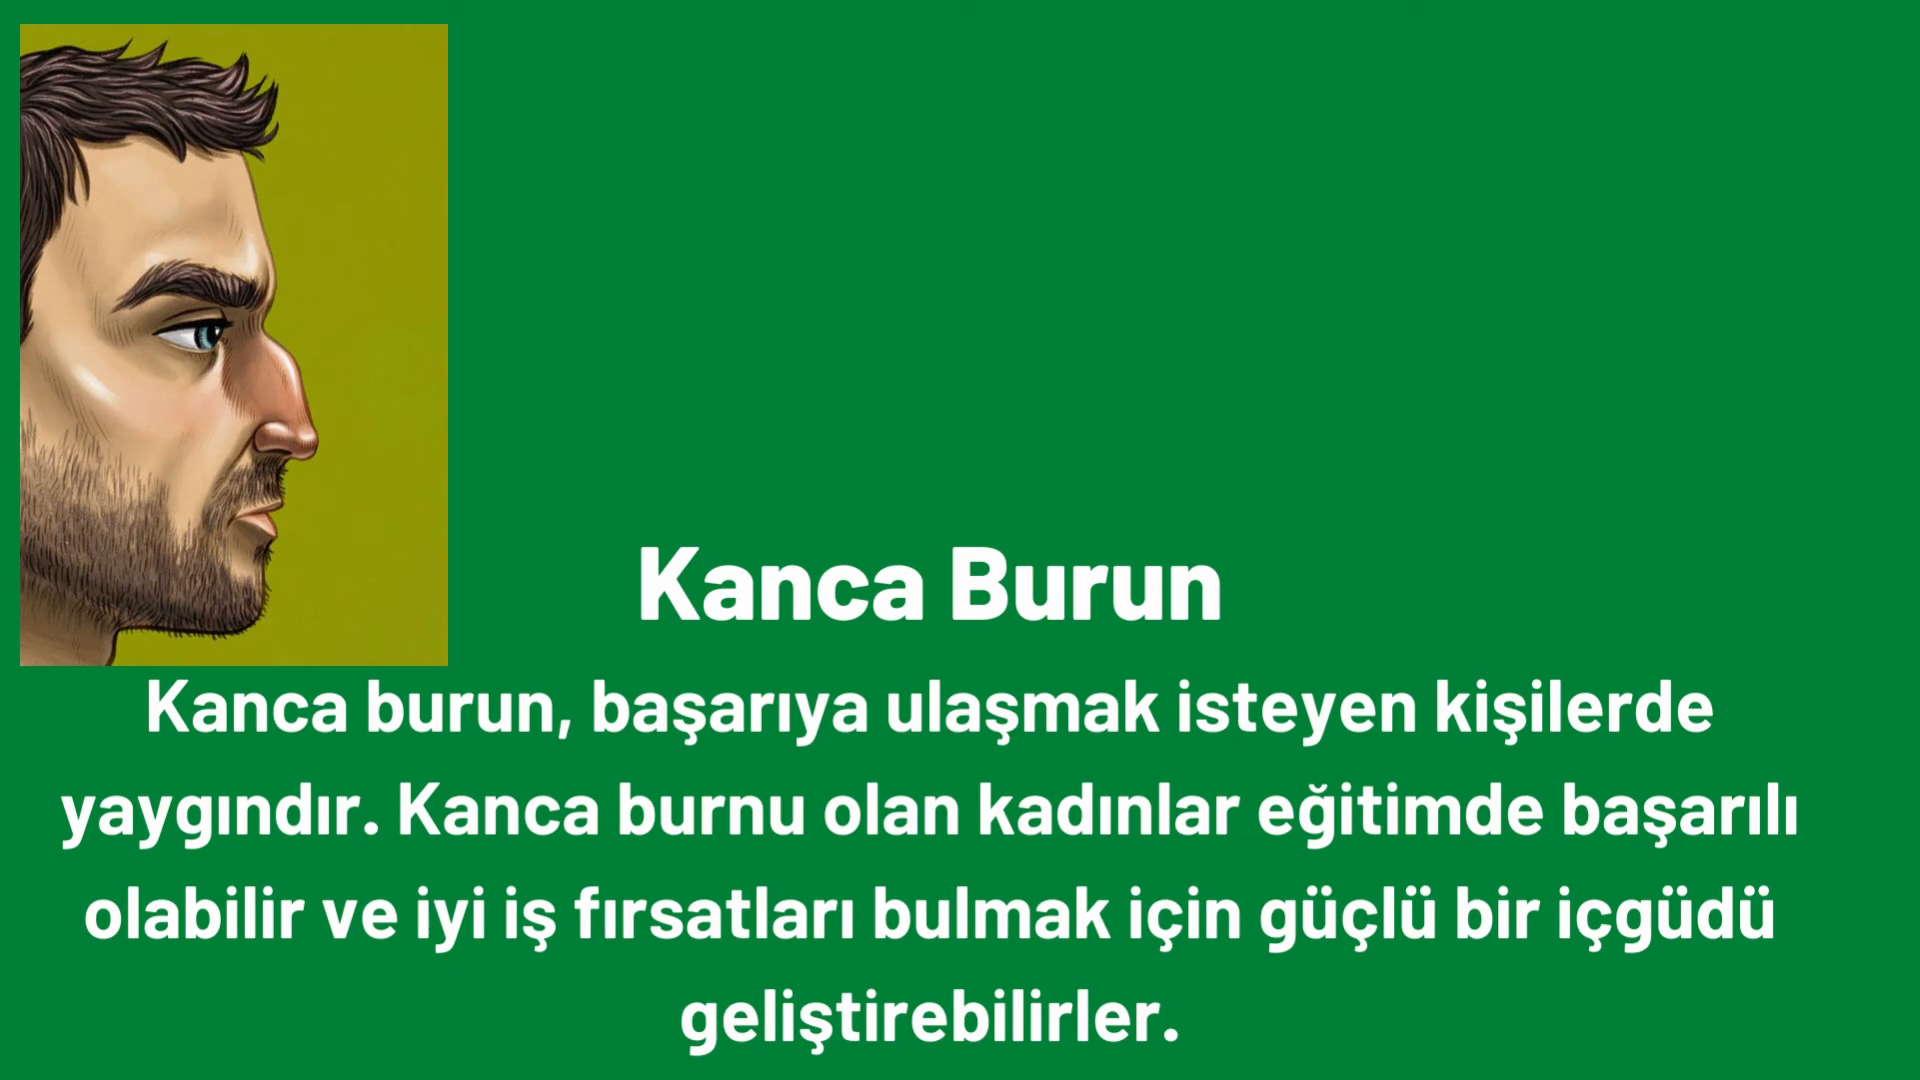 Kanca Burun
Kanca burun, başarıya ulaşmak isteyen kişilerde
yaygındır. Kanca burnu olan kadınlar eğitimde başarılı
olabilir ve iyi iş fırsatları bulmak için güçlü bir içgüdü
geliştirebilirler.